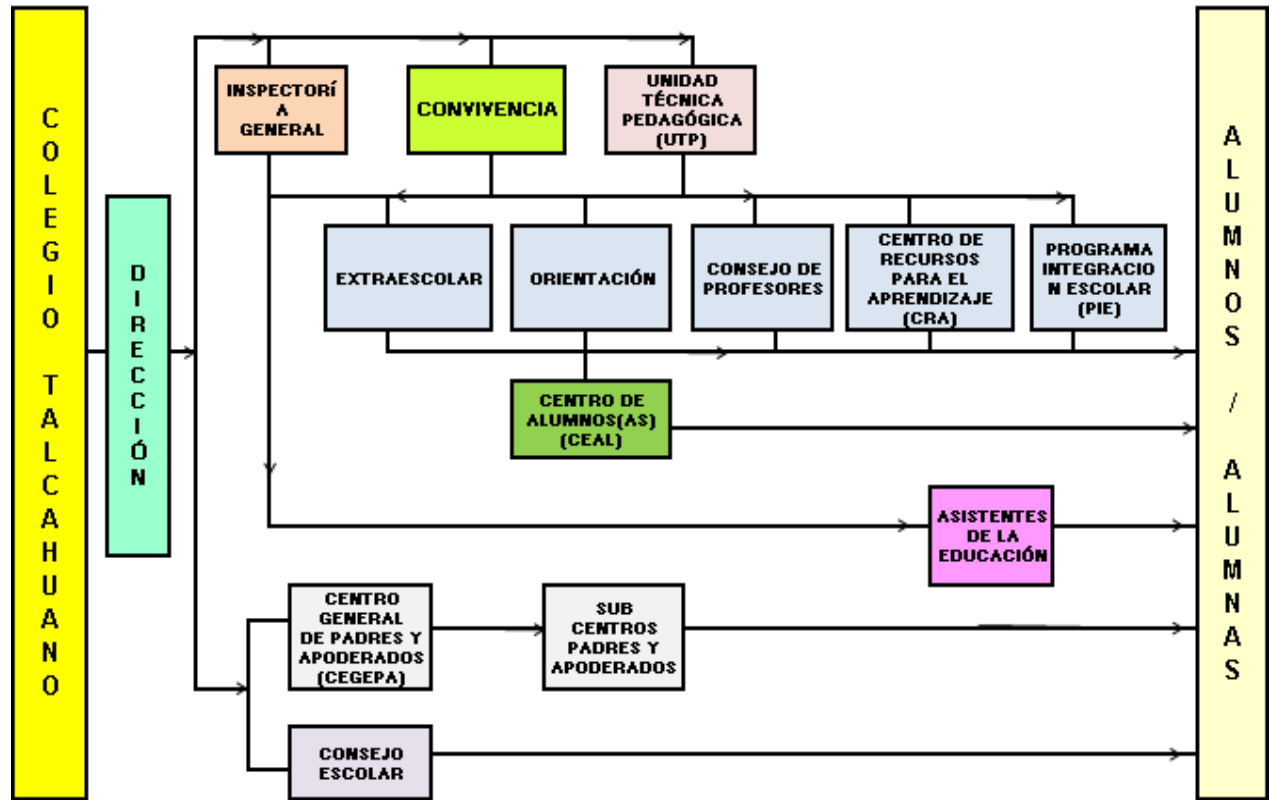 COLEGIO TALCAHUANO
DIRECCIÓN
INSPECTORÍ
A
GENERAL
CONVIVENCIA
UNIDAD
TÉCNICA
PEDAGÓGICA
(UTP)
EXTRAESCOLAR
ORIENTACIÓN
CONSEJO DE
PROFESORES
CENTRO DE
RECURSOS
PARA EL
APRENDIZAJE
(CRA)
PROGRAMA
INTEGRACIO
N ESCOLAR
(PIE)
CENTRO DE
ALUMNOS(AS)
(CEAL)
ASISTENTES
DE LA
EDUCACIÓN
CENTRO
GENERAL
DE PADRES Y
APODERADOS
(CEGEPA)
SUB
CENTROS
PADRES Y
APODERADOS
CONSEJO
ESCOLAR
ALUMNOS / ALUMNAS